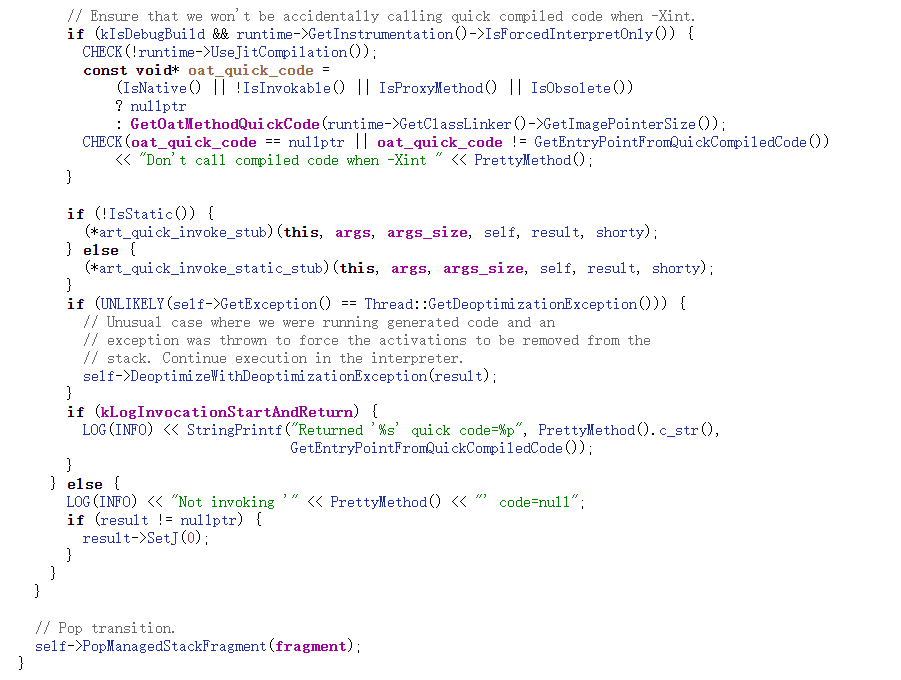 // Ensure that we won't be accidentally calling quick compiled code when -Xint.
if (kIsDebugBuild && runtime->GetInstrumentation()->IsForcedInterpretOnly()) {
CHECK(!runtime->UseJitCompilation());
const void* oat_quick_code =
(IsNative() || !IsInvokable() || IsProxyMethod() || IsObsolete())
? nullptr
: GetOatMethodQuickCode(runtime->GetClassLinker()->GetImagePointerSize());
CHECK(oat_quick_code == nullptr || oat_quick_code != GetEntryPointFromQuickCompiledCode())
<< "Don't call compiled code when -Xint " << PrettyMethod();
}
if (!IsStatic()) {
(*art_quick_invoke_stub)(this, args, args_size, self, result, shorty);
} else {
(*art_quick_invoke_static_stub)(this, args, args_size, self, result, shorty);
}
if (UNLIKELY(self->GetException() == Thread::GetDeoptimizationException())) {
// Unusual case where we were running generated code and an
// exception was thrown to force the activations to be removed from the
// stack. Continue execution in the interpreter.
self->DeoptimizeWithDeoptimizationException(result);
}
if (kLogInvocationStartAndReturn) {
LOG(INFO) << StringPrintf("Returned '%s' quick code=%p", PrettyMethod().c_str(),
GetEntryPointFromQuickCompiledCode());
}
} else {
LOG(INFO) << "Not invoking '" << PrettyMethod() << "' code=null";
if (result != nullptr) {
result->SetJ(0);
}
}
}
// Pop transition.
self->PopManagedStackFragment(fragment);
}